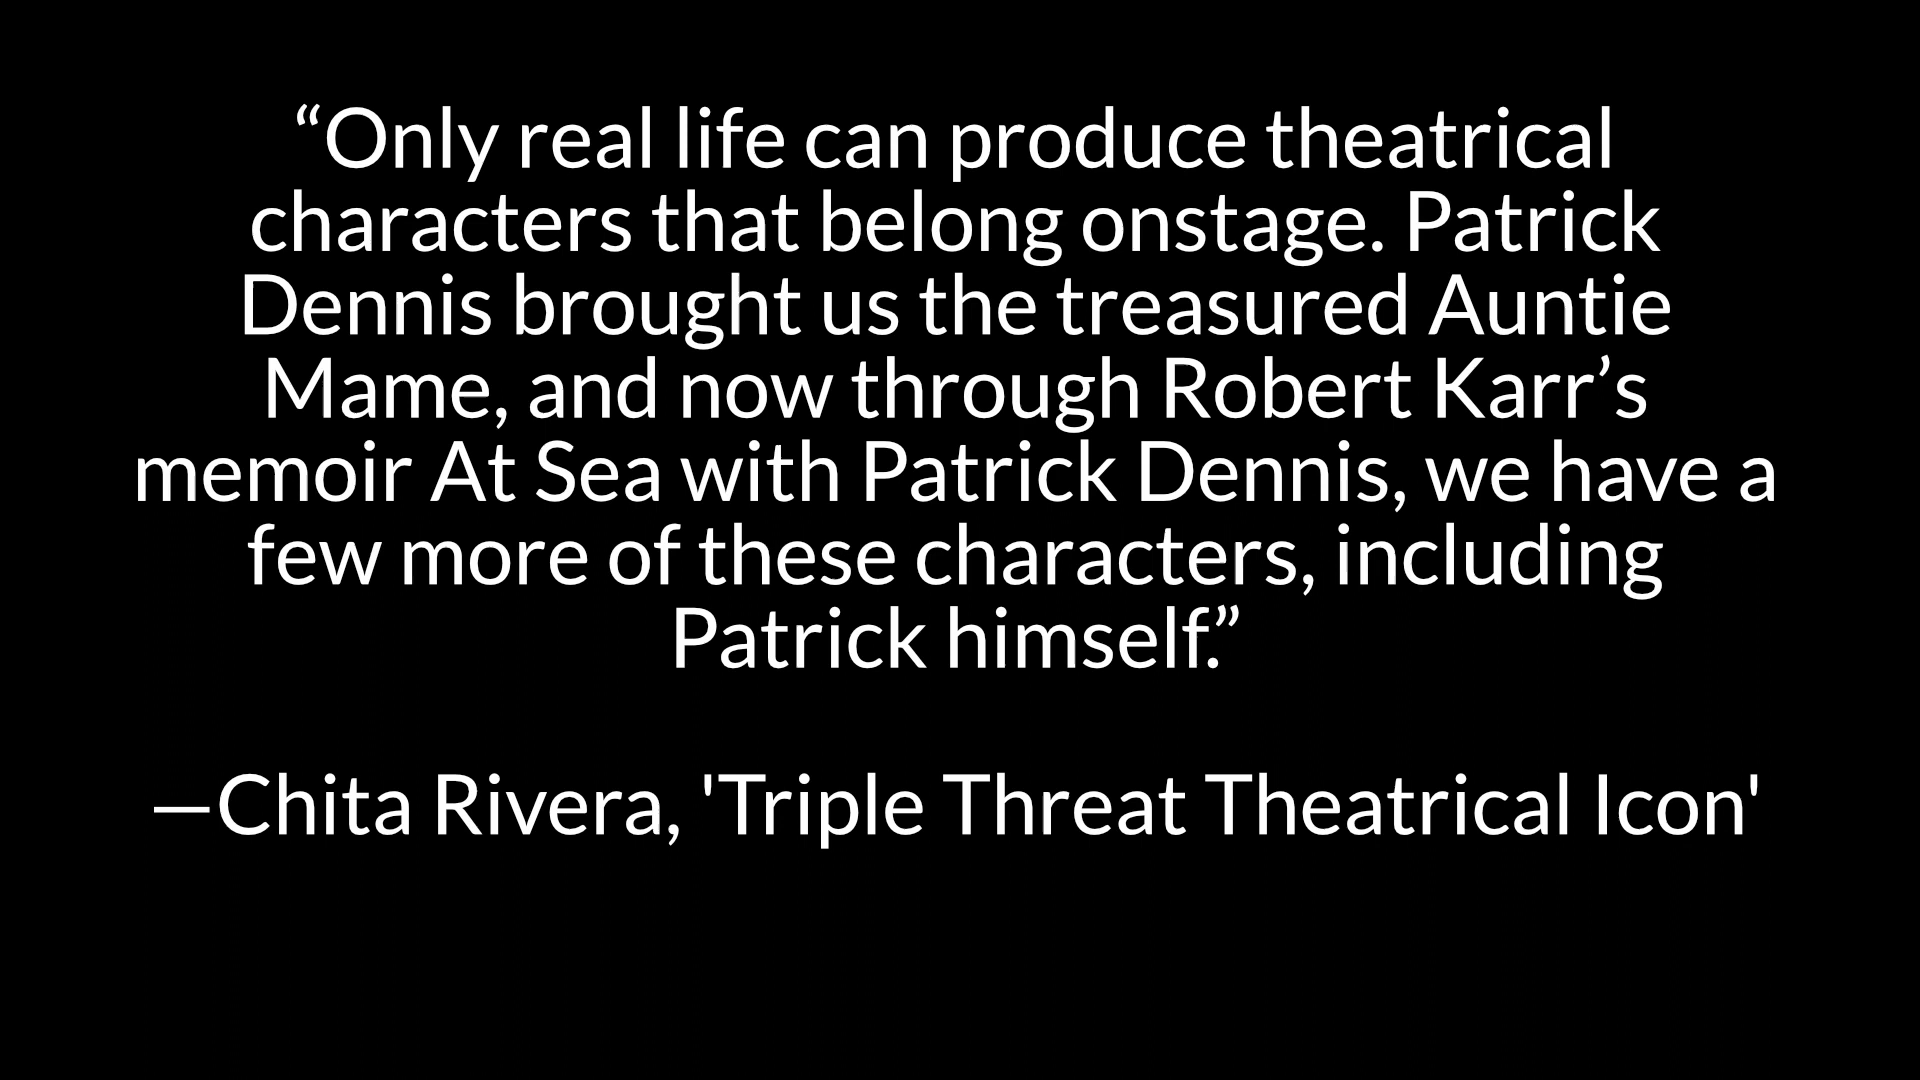 “Only real life can produce theatrical
characters that belong onstage. Patrick
Dennis brought us the treasured Auntie
Mame, and now through Robert Karr’s
memoir At Sea with Patrick Dennis, we have a
few more of these characters, including
Patrick himself.”
—Chita Rivera, 'Triple Threat Theatrical Icon'